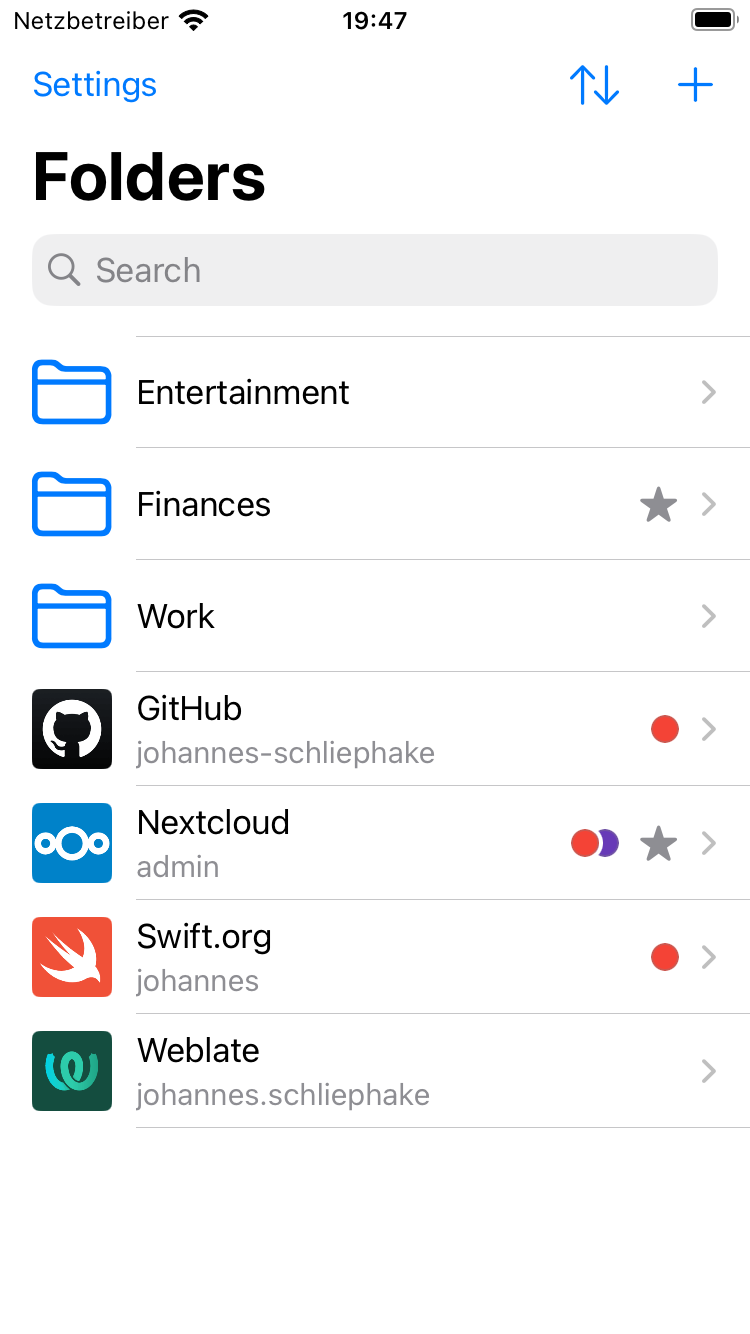 Netzbetreiber 19:47
Settings
Folders
Search
Entertainment
Finances
Work
GitHub
johannes-schliephake
Nextcloud
admin
Swift.org
johannes
Weblate
johannes.schliephake